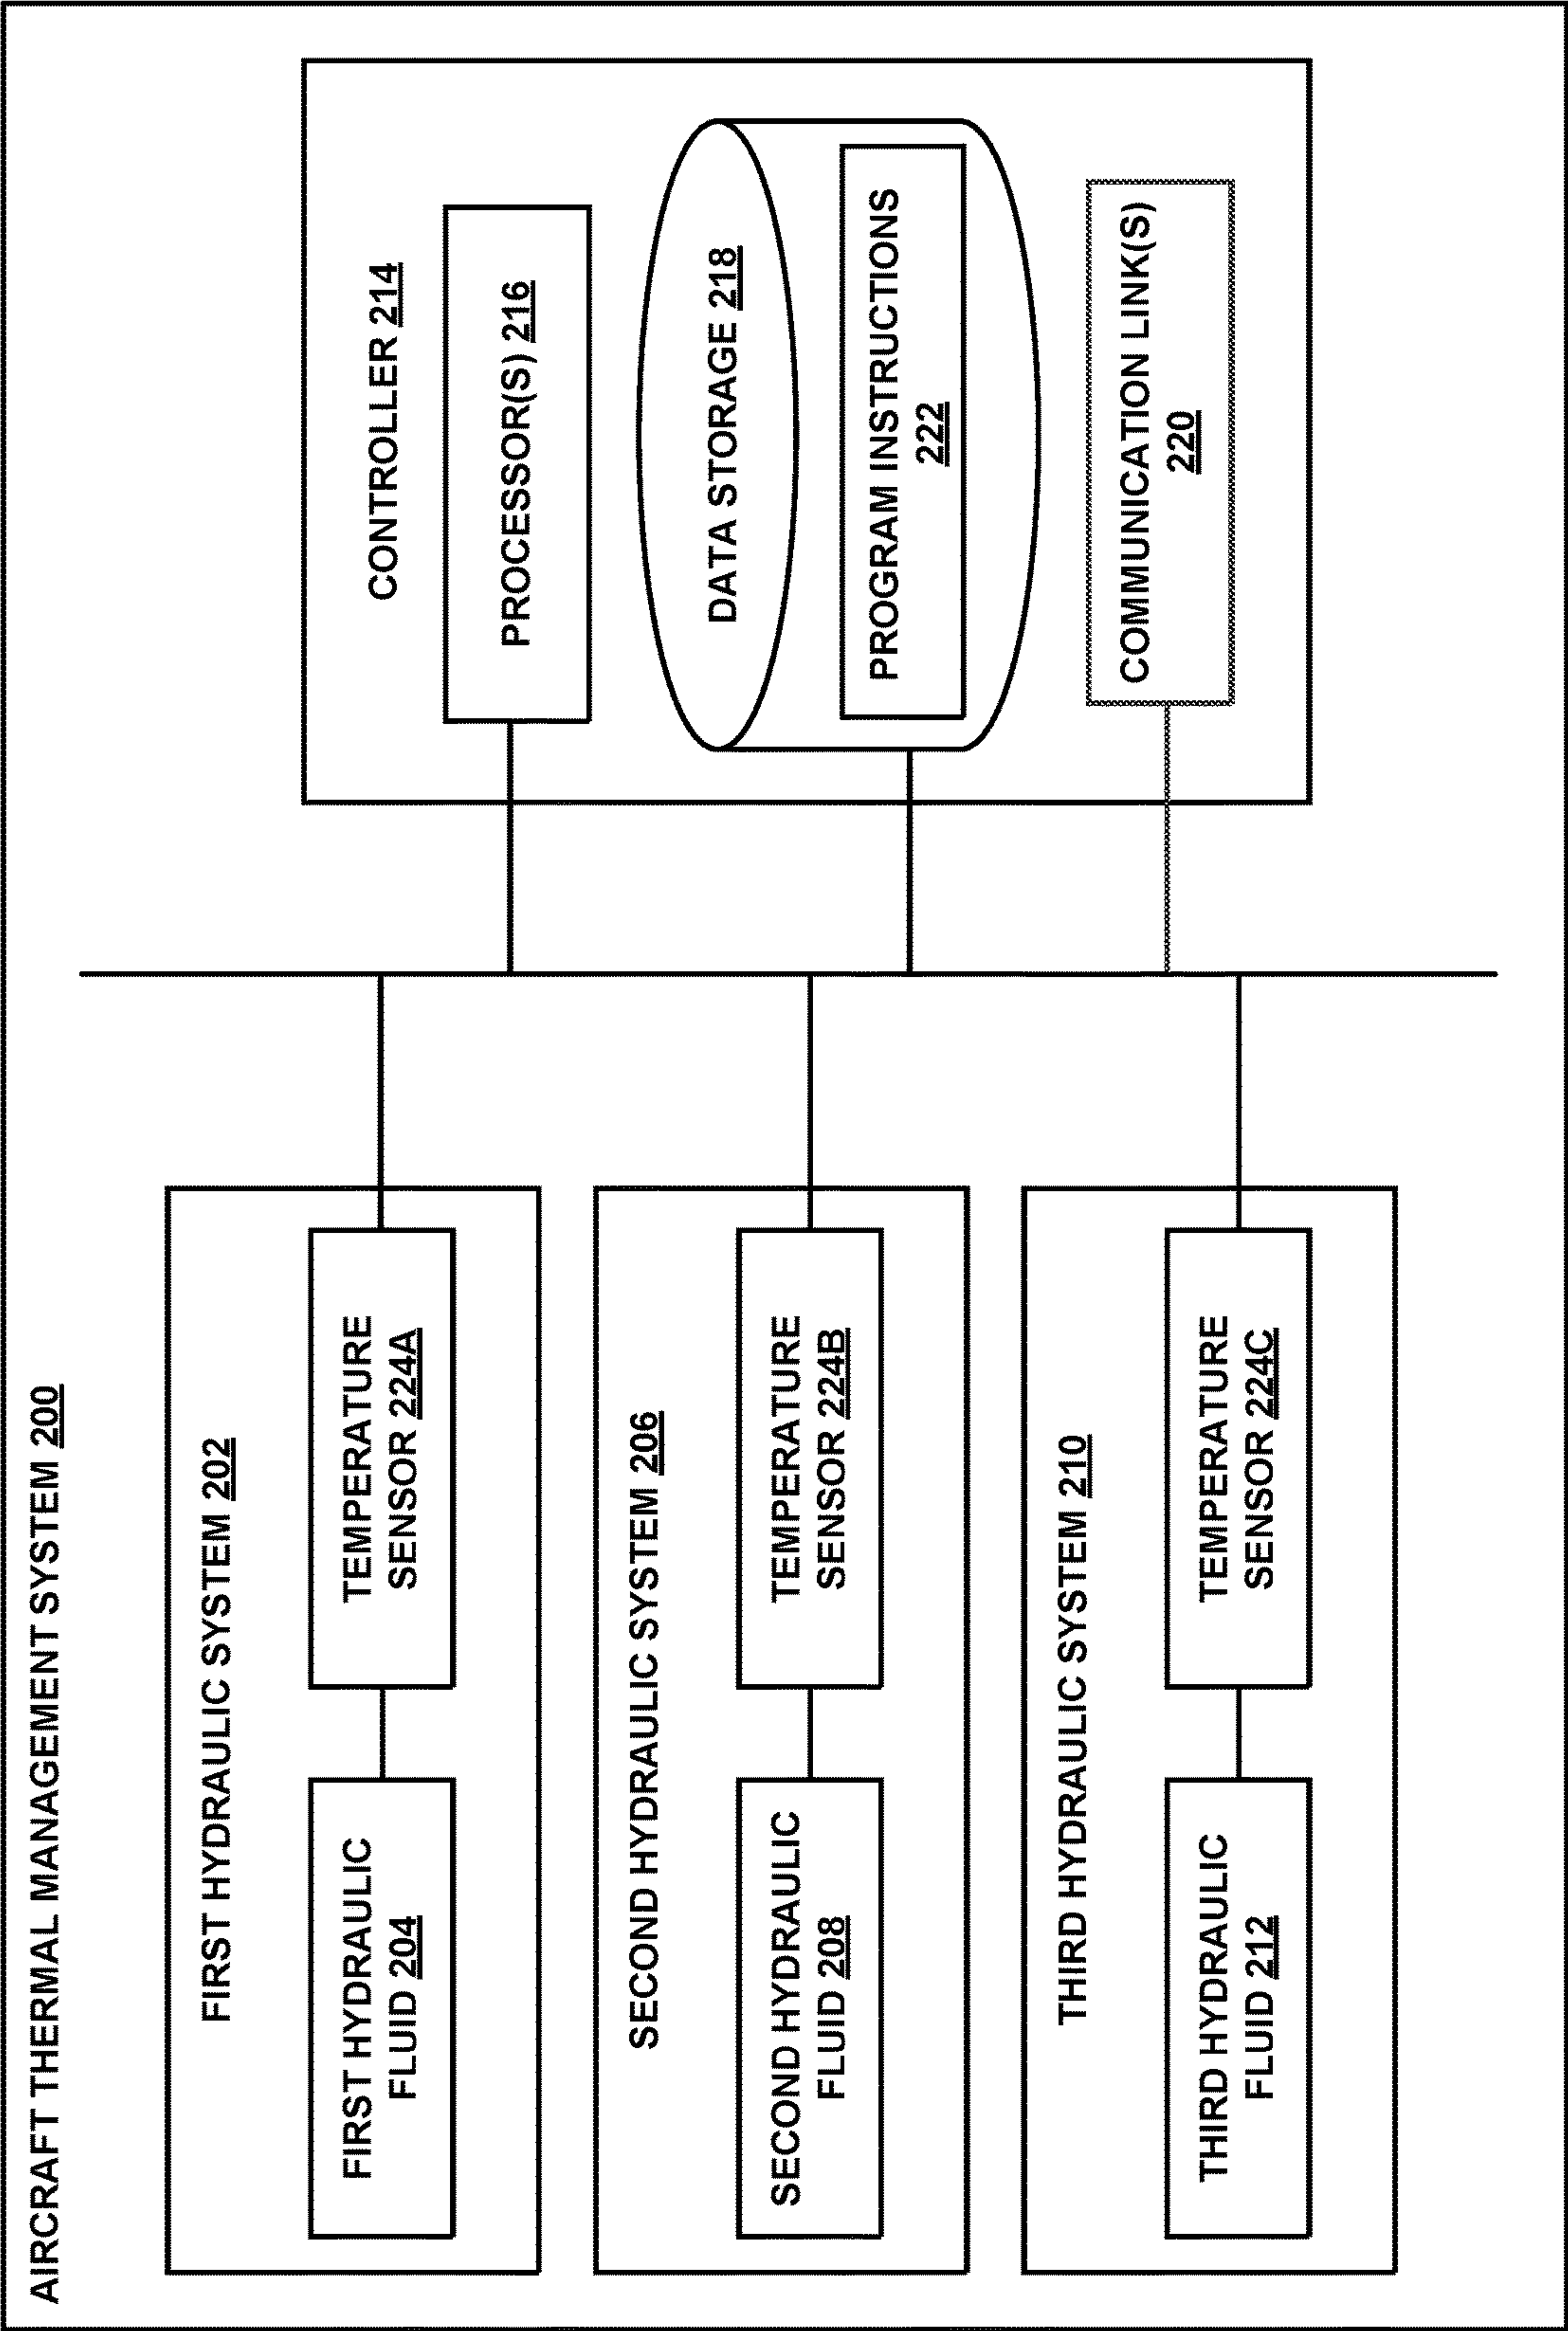 AIRCRAFT THERMAL MANAGEMENT SYSTEM 200
FIRST HYDRAULIC SYSTEM 202
FIRST HYDRAULIC
FLUID 204
TEMPERATURE
SENSOR 224A
SECOND HYDRAULIC SYSTEM 206
SECOND HYDRAULIC
FLUID 208
TEMPERATURE
SENSOR 224B
THIRD HYDRAULIC SYSTEM 210
THIRD HYDRAULIC
FLUID 212
TEMPERATURE
SENSOR 224C
CONTROLLER 214
PROCESSOR(S) 216
DATA STORAGE 218
PROGRAM INSTRUCTIONS
222
COMMUNICATION LINK(S)
220